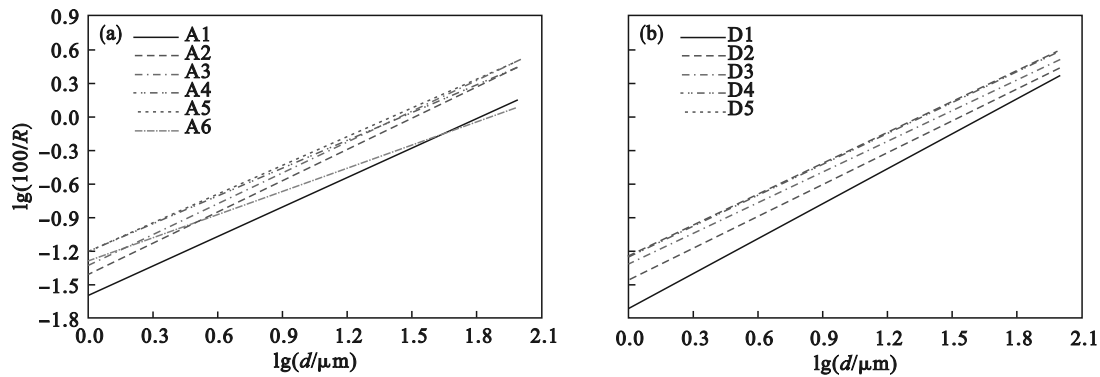 (a)
A1
A2
A3
A4
A5
A6
0.9
0.6
0.3
0.0
−0.3
−0.6
−0.9
−1.2
−1.5
−1.8
lg(100/R)
0.0 0.3 0.6 0.9 1.2 1.5 1.8 2.1
lg(d/μm)
(b)
D1
D2
D3
D4
D5
0.0 0.3 0.6 0.9 1.2 1.5 1.8 2.1
lg(d/μm)